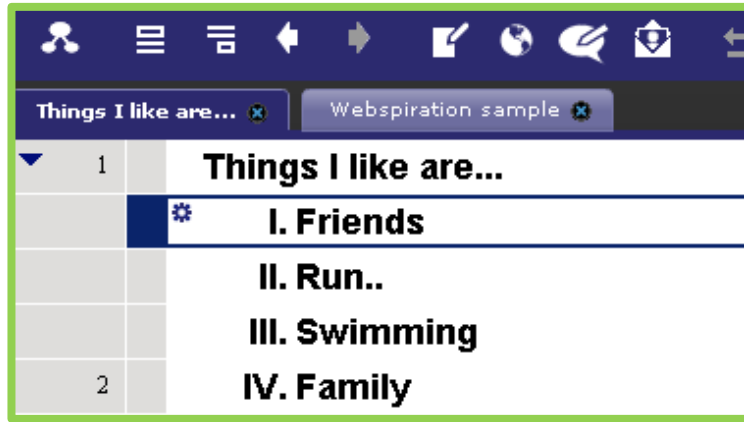 Things I like are... Webspiration sample
1 Things I like are...
I. Friends
II. Run..
III. Swimming
2 IV. Family